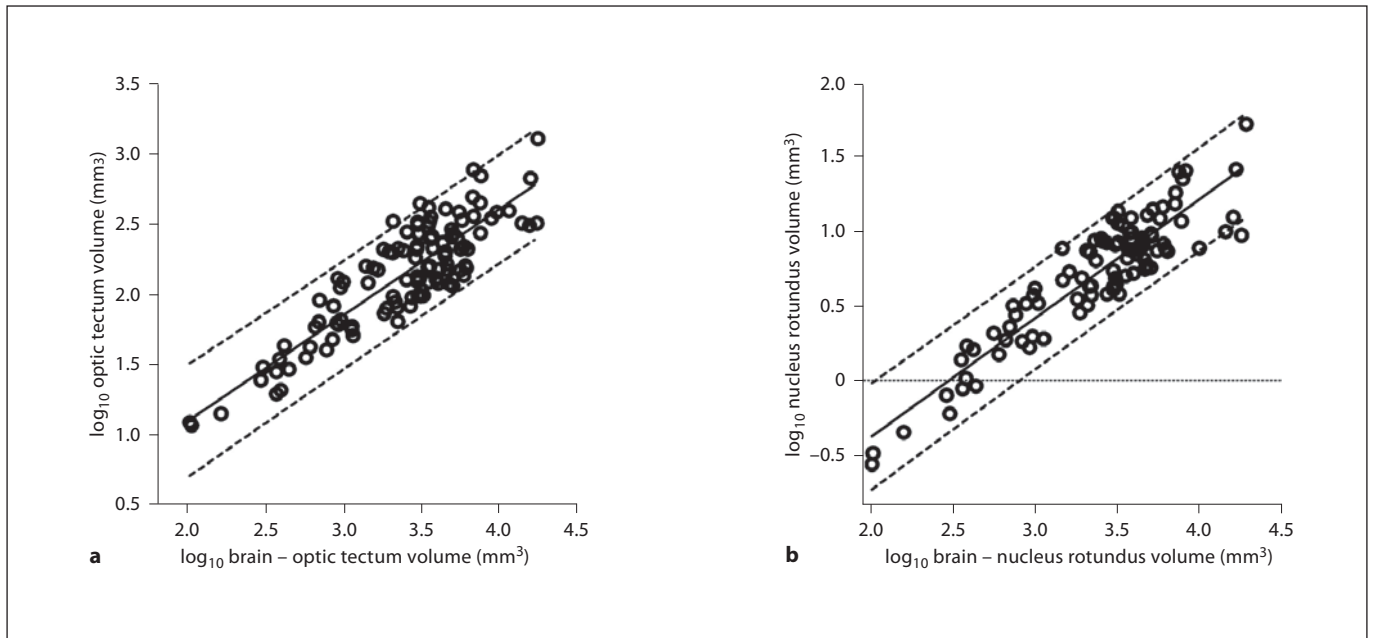 3.5
3.0
2.5
2.0
1.5
1.0
0.5
log10 optic tectum volume (mm3)
2.0 2.5 3.0 3.5 4.0 4.5
a log10 brain – optic tectum volume (mm3)
2.0
1.5
1.0
0.5
0
–0.5
log10 nucleus rotundus volume (mm3)
2.0 2.5 3.0 3.5 4.0 4.5
b log10 brain – nucleus rotundus volume (mm3)